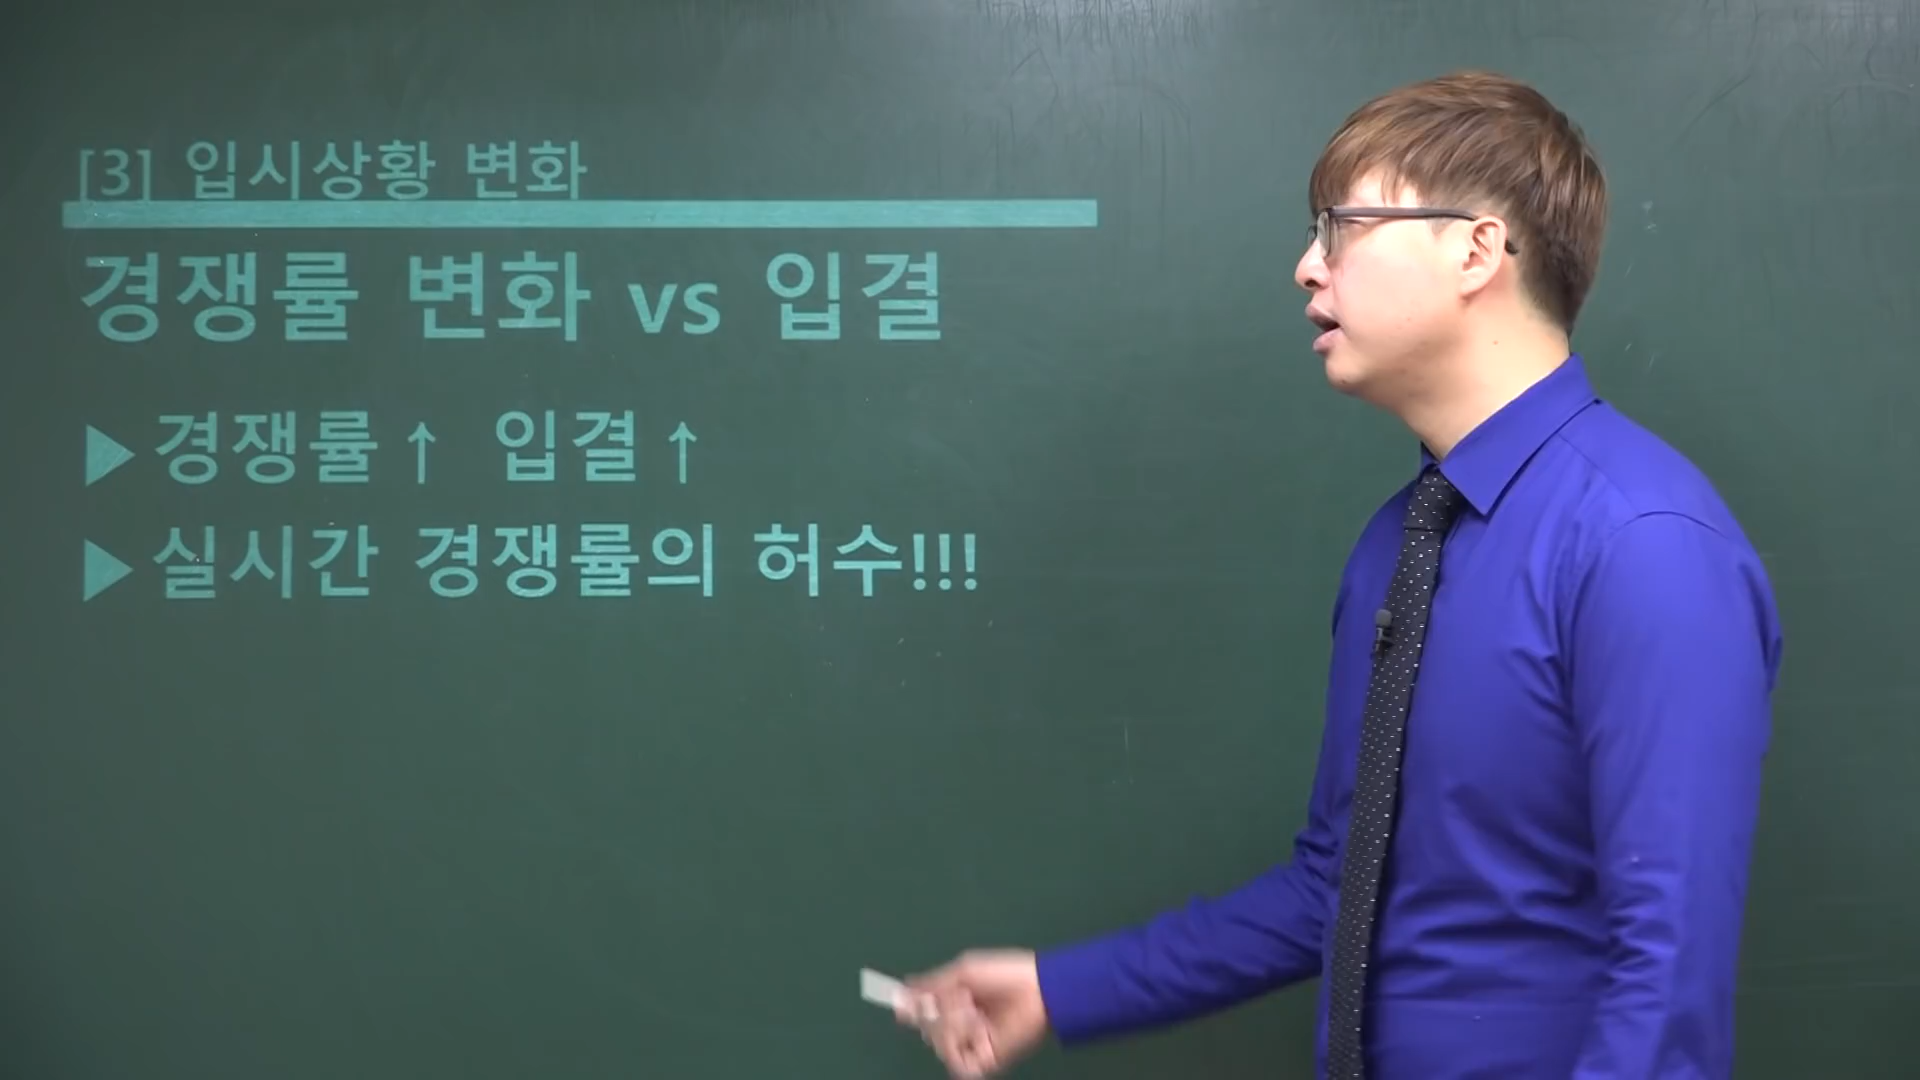 [3] 입시상황 변화
경쟁률 변화 vs 입결
▶경쟁률↑ 입결↑
▶실시간 경쟁률의 허수!!!